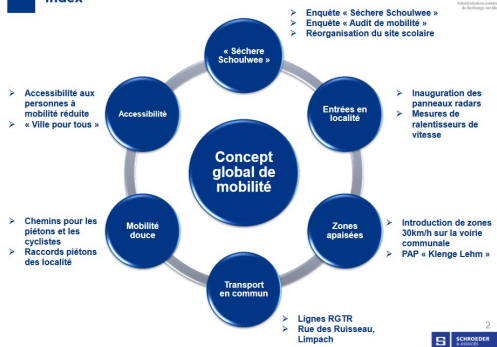 Index
➢ Enquête « Séchere Schoulwee »
➢ Enquête « Audit de mobilité »
➢ Réorganisation du site scolaire
« Séchere
Schoulwee »
➢ Accessibilité aux
personnes à
mobilité réduite
➢ « Ville pour tous »
Accessibilité
Entrées en
localité
➢ Inauguration des
panneaux radars
➢ Mesures de
ralentisseurs de
vitesse
Concept
global de
mobilité
➢ Chemins pour les
piétons et les
cyclistes
➢ Raccords piétons
des localité
Mobilité
douce
Zones
apaisées
➢ Introduction de zones
30km/h sur la voirie
communale
➢ PAP « Klenge Lehm »
Transport
en commun
➢ Lignes RGTR
➢ Rue des Ruisseau,
Limpach
2
S SCHROEDER
& ASSOCIÉS